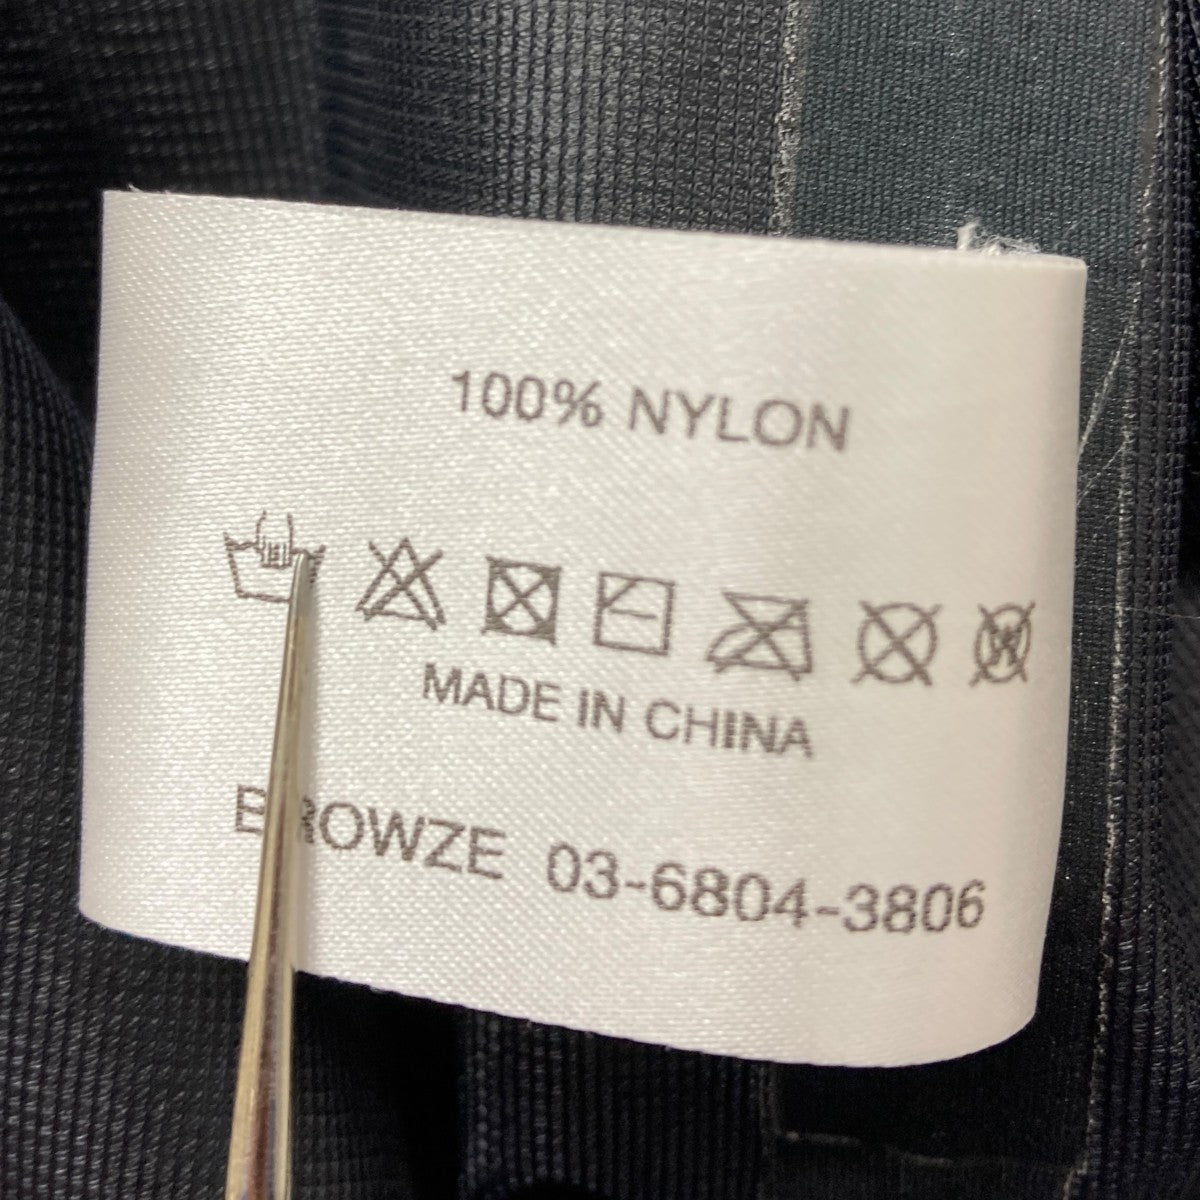 100% NYLON
W
MADE IN CHINA
BROWZE 03-6804-3806